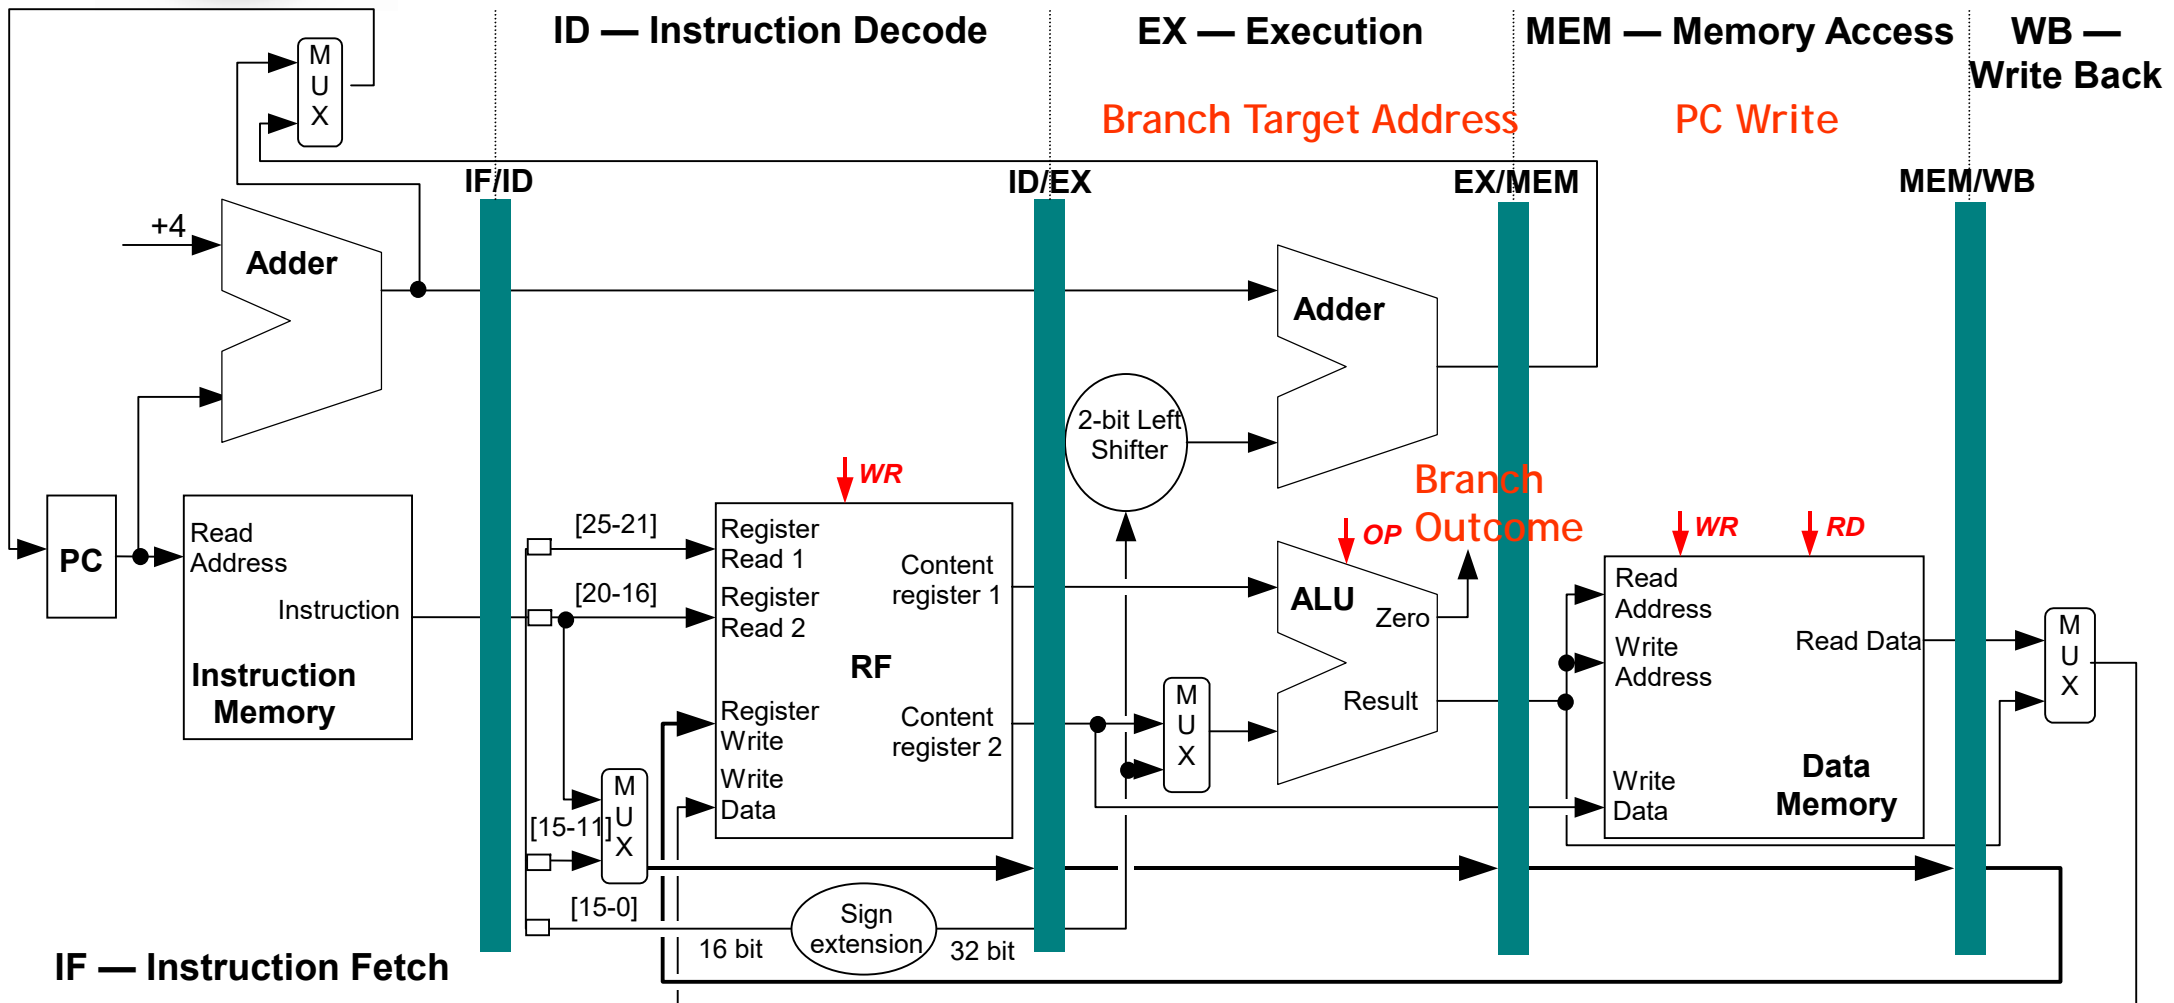 ID — Instruction Decode
EX — Execution
MEM — Memory Access
WB —
Write Back
M
U
X
Branch Target Address
PC Write
IF/ID
ID/EX
EX/MEM
MEM/WB
+4
Adder
Adder
2-bit Left
Shifter
WR
Branch
Outcome
OP
WR
RD
PC
Read
Address
Instruction
Instruction
Memory
[25-21]
[20-16]
[15-11]
[15-0]
M
U
X
Register
Read 1
Register
Read 2
RF
Register
Write
Write
Data
Content
register 1
Content
register 2
16 bit
Sign
extension
32 bit
M
U
X
ALU
Zero
Result
Read
Address
Write
Address
Read Data
Write
Data
Data
Memory
M
U
X
IF — Instruction Fetch